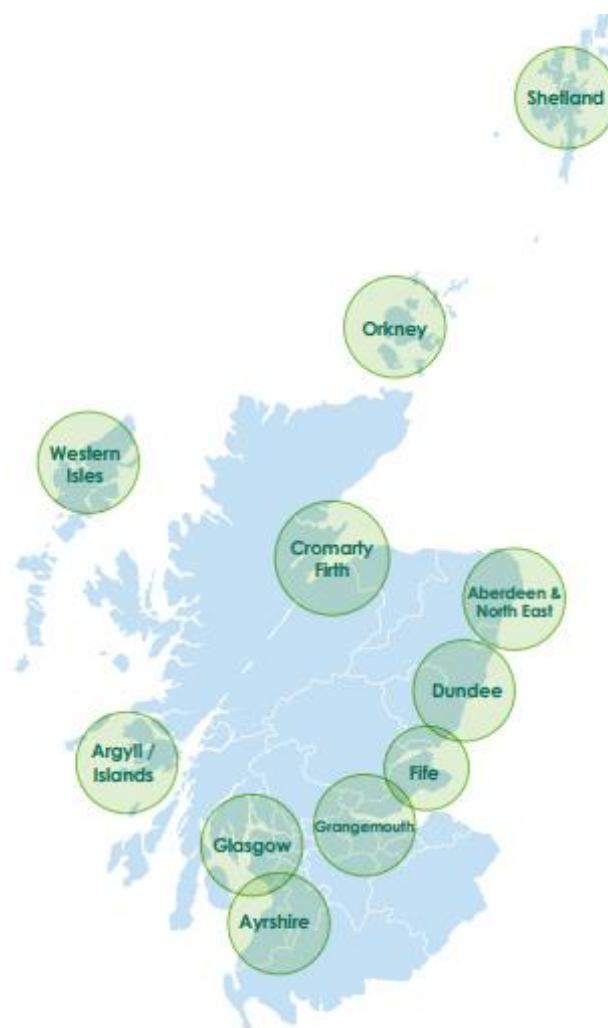 Shetland
Orkney
Western
Isles
Cromarty
Firth
Aberdeen &
North East
Dundee
Argyll /
Islands
Fife
Grangemouth
Glasgow
Ayrshire